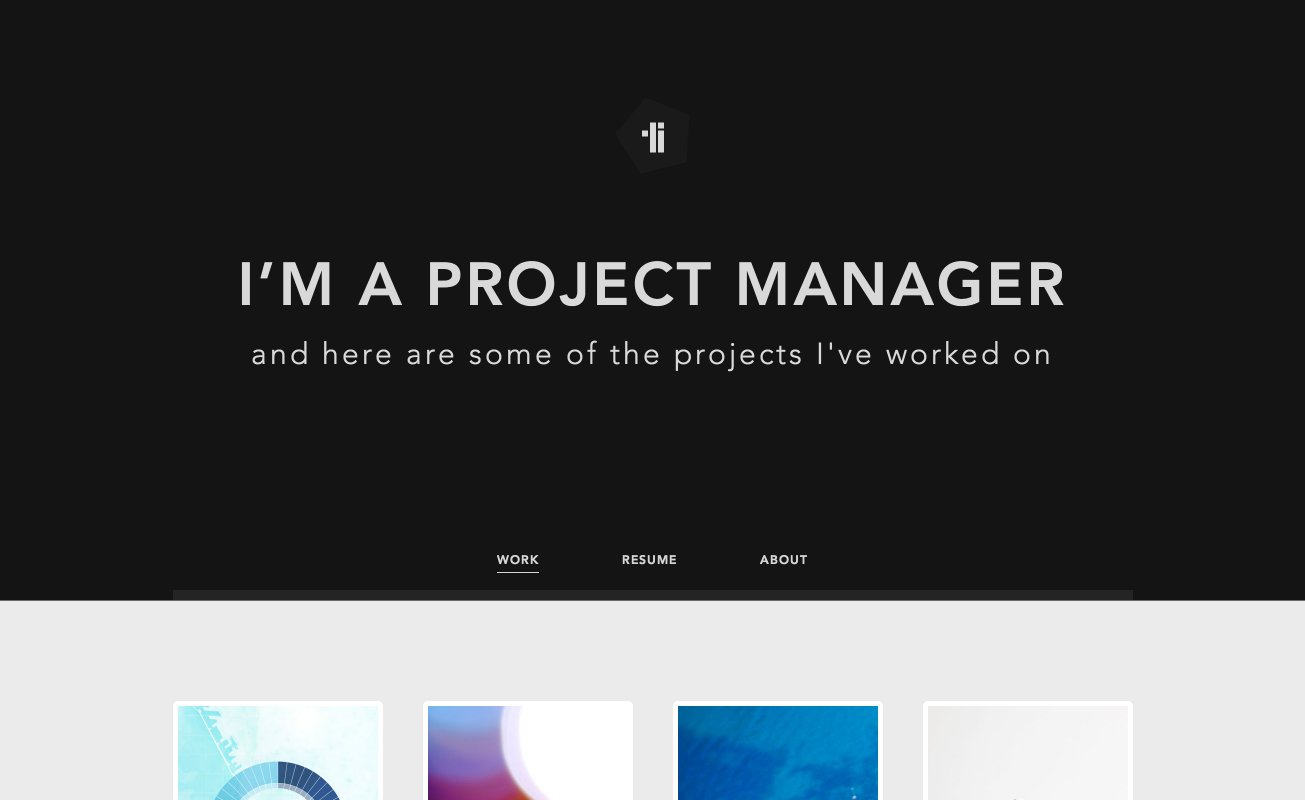 I’M A PROJECT MANAGER
and here are some of the projects I've worked on
WORK RESUME ABOUT